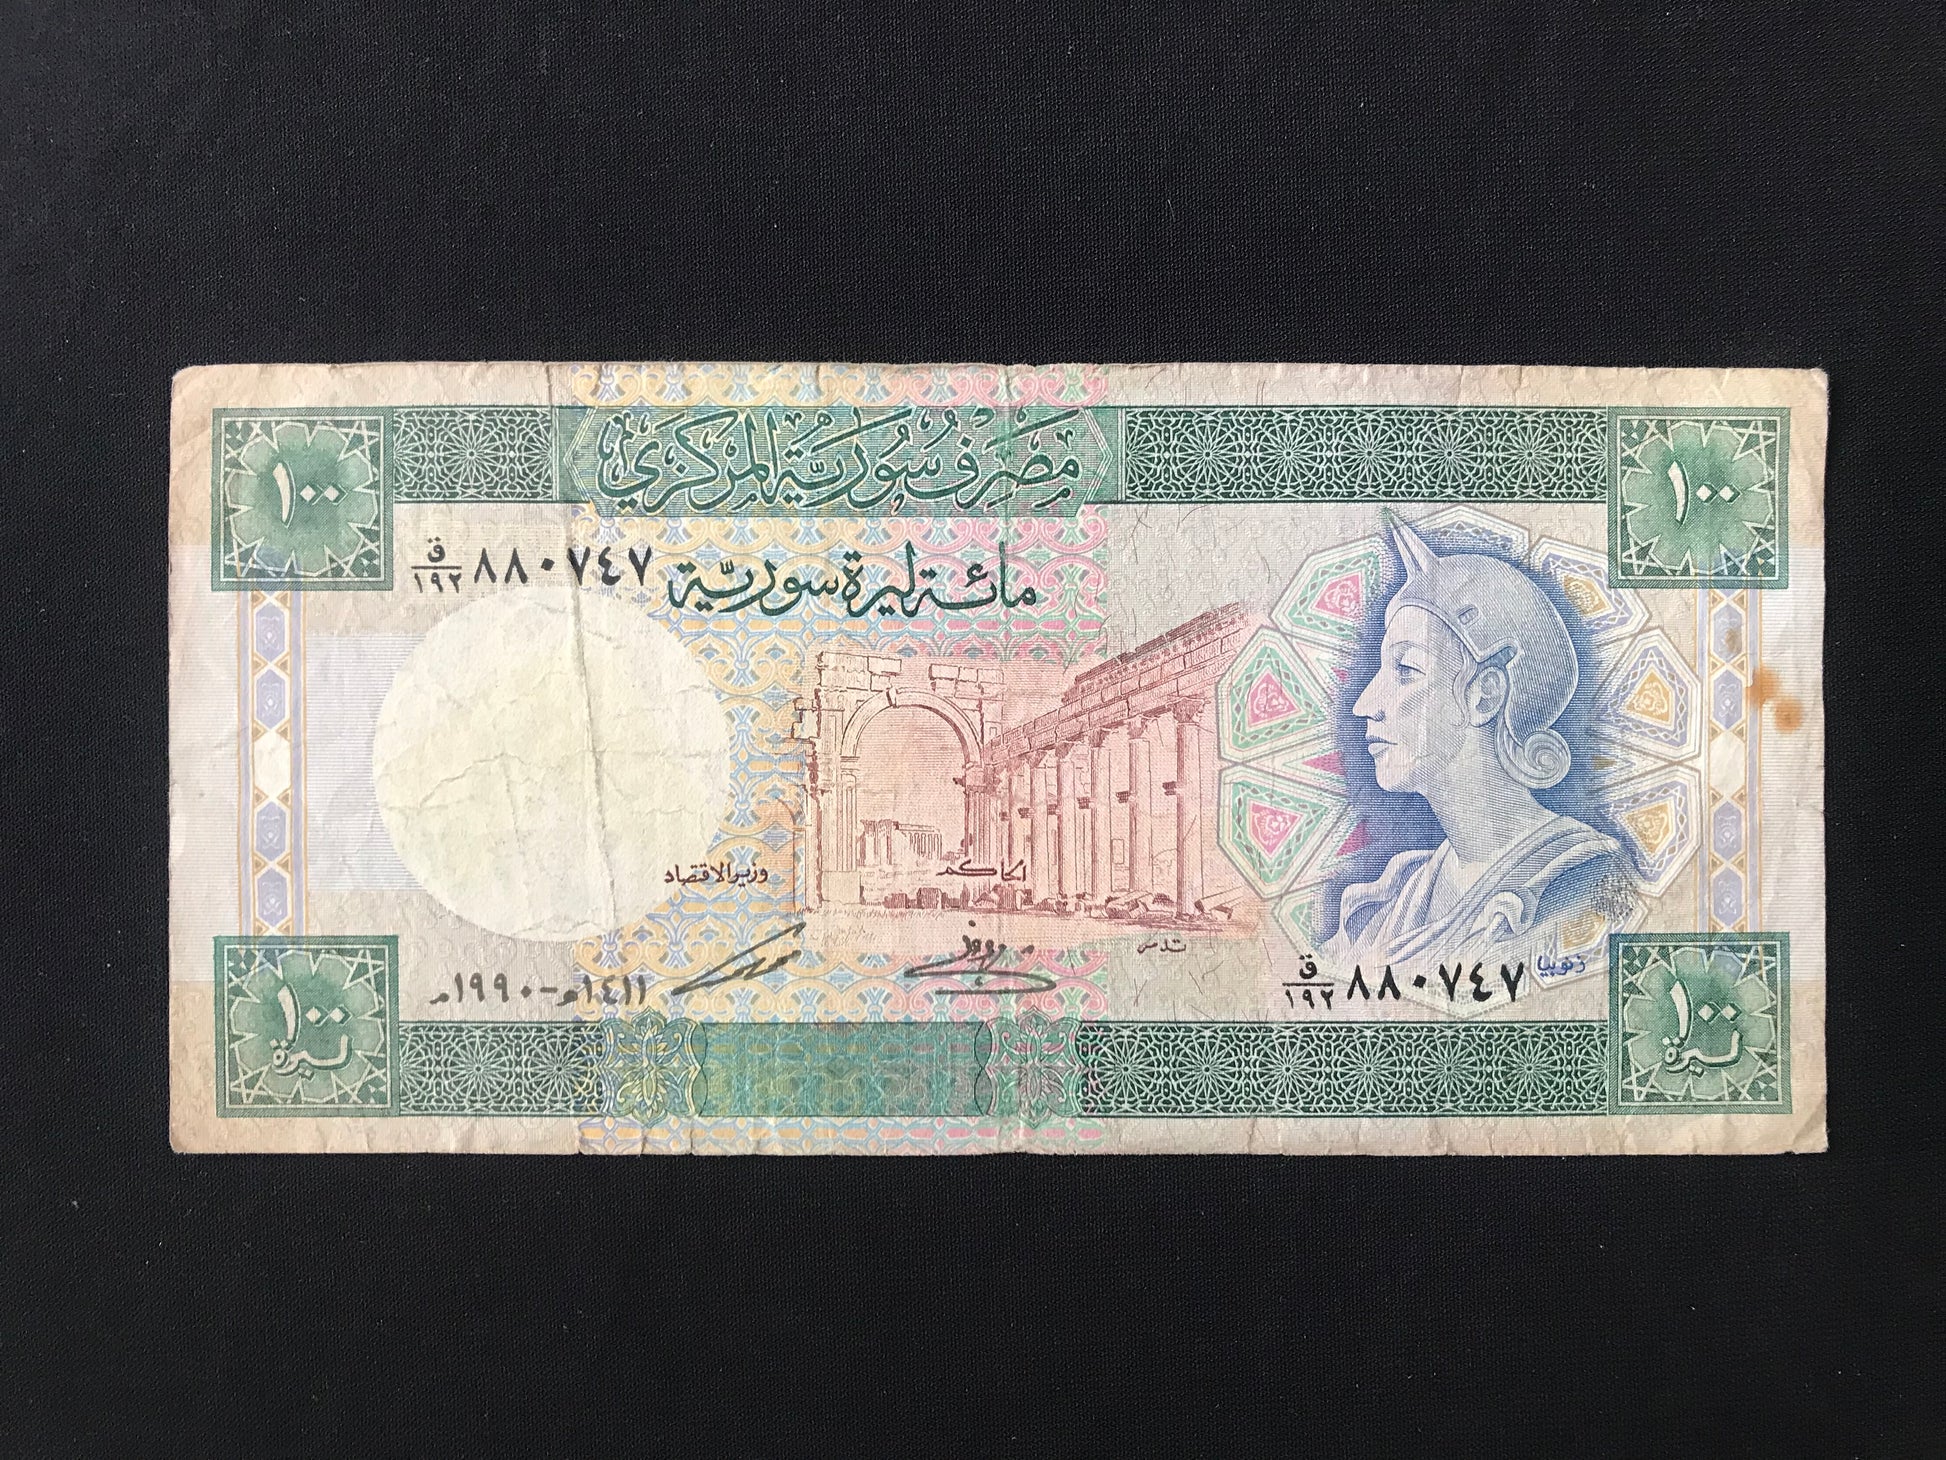 مصرف سورية المركزي
١٠٠
١٠٠
ق/١٩٢ ٨٨٠٧٤٧
مائة ليرة سورية
وزير الاقتصاد
الحاكم
تدمر
زنوبيا
١٤١١هـ-١٩٩٠م
ق/١٩٢ ٨٨٠٧٤٧
١٠٠ ليرة
١٠٠ ليرة